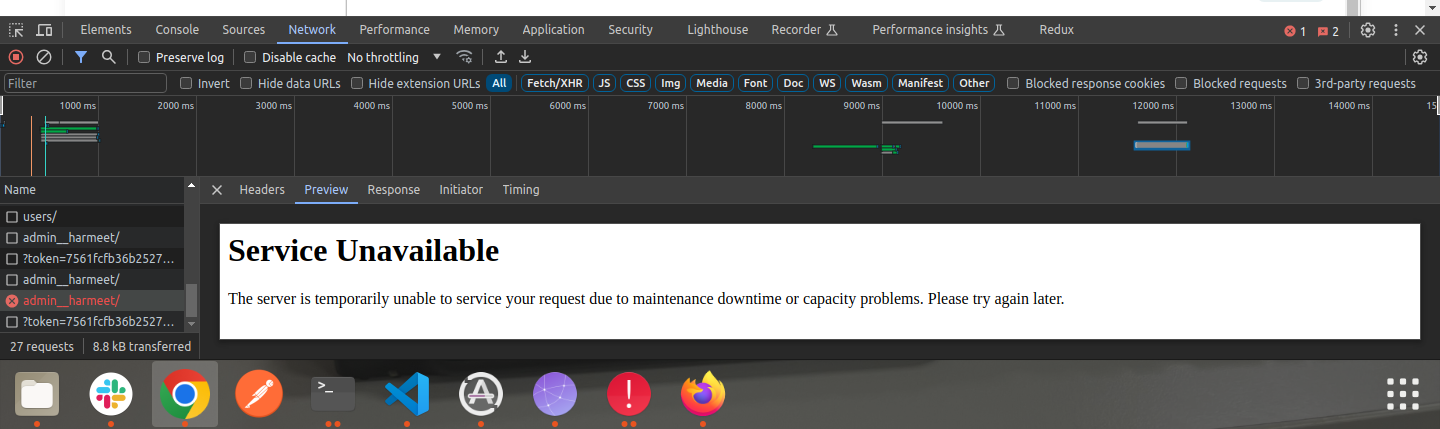 Elements Console Sources Network Performance Memory Application Security Lighthouse Recorder Performance insights Redux 1 2
Preserve log Disable cache No throttling
Filter Invert Hide data URLs Hide extension URLs All Fetch/XHR JS CSS Img Media Font Doc WS Wasm Manifest Other Blocked response cookies Blocked requests 3rd-party requests
1000 ms 2000 ms 3000 ms 4000 ms 5000 ms 6000 ms 7000 ms 8000 ms 9000 ms 10000 ms 11000 ms 12000 ms 13000 ms 14000 ms 15
Name Headers Preview Response Initiator Timing
users/
admin__harmeet/
?token=7561fcfb36b2527...
admin__harmeet/
admin__harmeet/
?token=7561fcfb36b2527...
27 requests 8.8 kB transferred
Service Unavailable
The server is temporarily unable to service your request due to maintenance downtime or capacity problems. Please try again later.